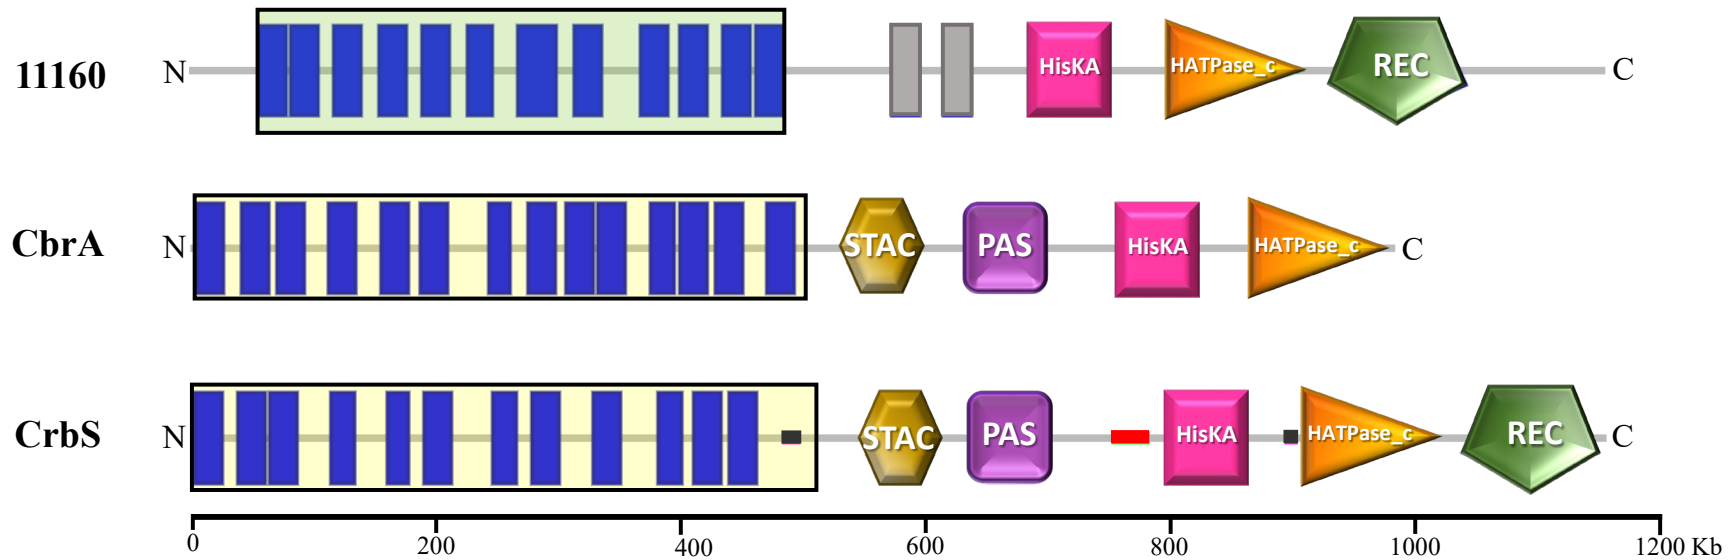 11160 N HisKA HATPase_c REC C
CbrA N STAC PAS HisKA HATPase_c C
CrbS N STAC PAS HisKA HATPase_c REC C
0 200 400 600 800 1000 1200 Kb